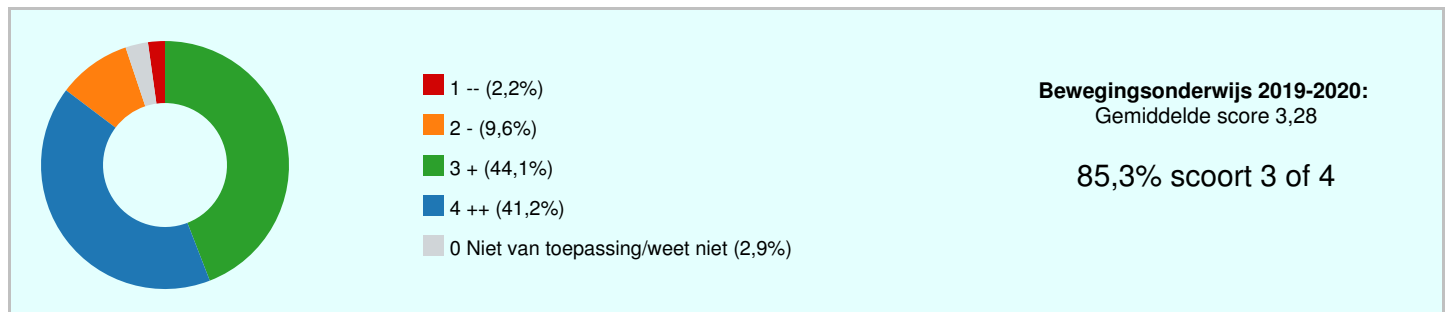 1 -- (2,2%)
2 - (9,6%)
3 + (44,1%)
4 ++ (41,2%)
0 Niet van toepassing/weet niet (2,9%)
Bewegingsonderwijs 2019-2020:
Gemiddelde score 3,28
85,3% scoort 3 of 4